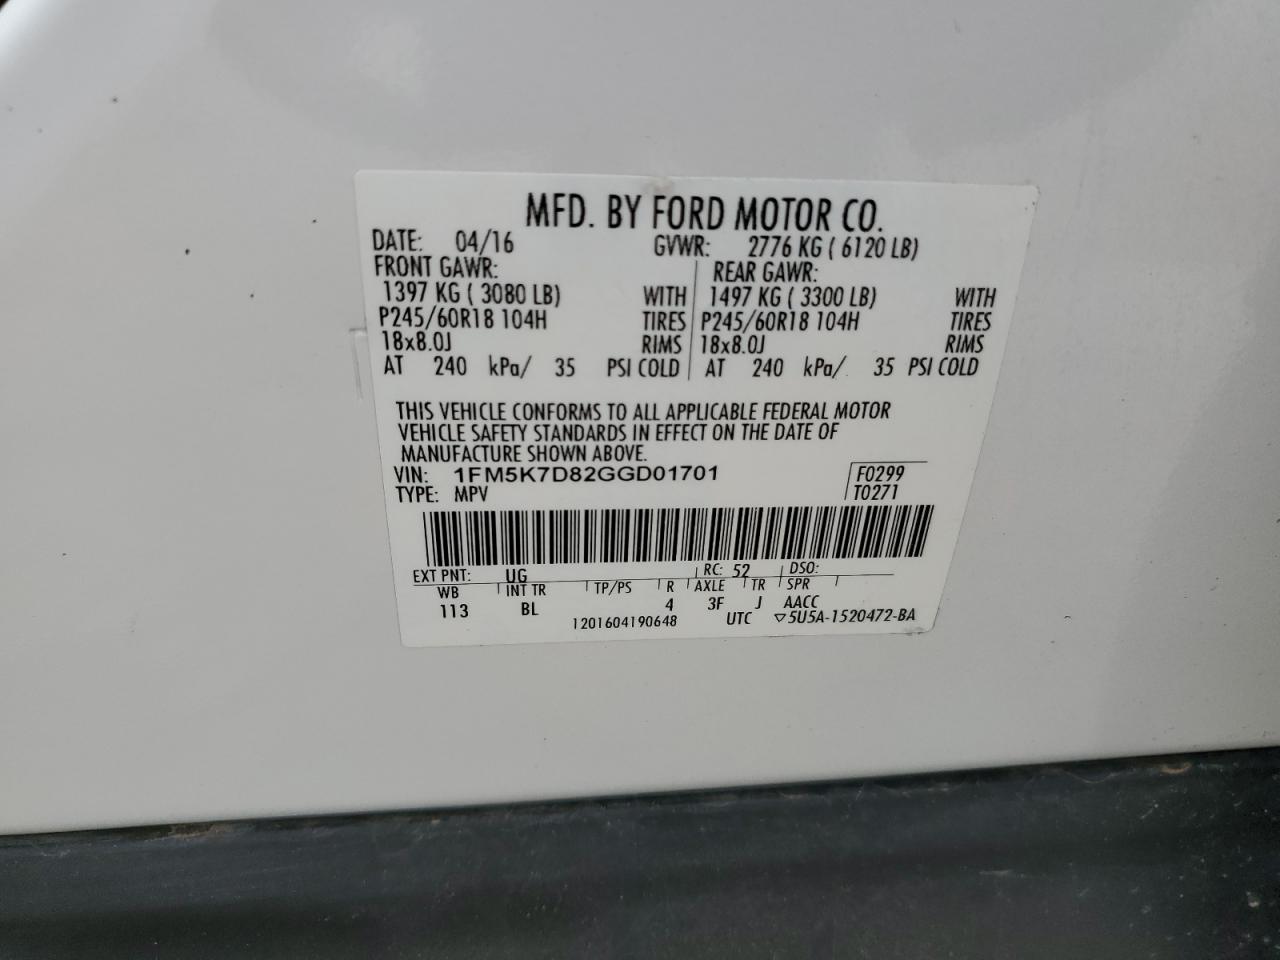 MFD. BY FORD MOTOR CO.
DATE: 04/16 GVWR: 2776 KG ( 6120 LB)
FRONT GAWR: REAR GAWR:
1397 KG ( 3080 LB) WITH 1497 KG ( 3300 LB) WITH
P245/60R18 104H TIRES P245/60R18 104H TIRES
18x8.0J RIMS 18x8.0J RIMS
AT 240 kPa/ 35 PSI COLD AT 240 kPa/ 35 PSI COLD
THIS VEHICLE CONFORMS TO ALL APPLICABLE FEDERAL MOTOR
VEHICLE SAFETY STANDARDS IN EFFECT ON THE DATE OF
MANUFACTURE SHOWN ABOVE.
VIN: 1FM5K7D82GGD01701 F0299
TYPE: MPV T0271
EXT PNT: UG RC: 52 DSO:
WB INT TR TP/PS R AXLE TR SPR
113 BL 4 3F J AACC
1201604190648 UTC ▽5U5A-1520472-BA